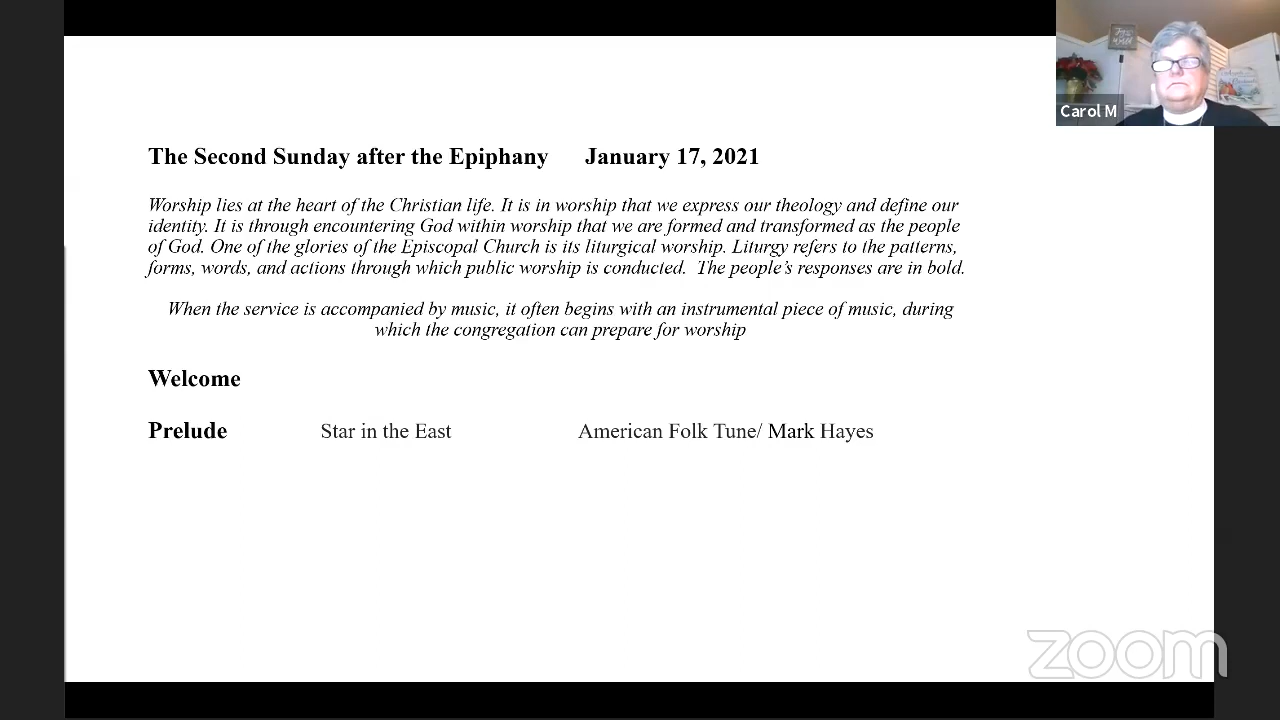 The Second Sunday after the Epiphany January 17, 2021
Worship lies at the heart of the Christian life. It is in worship that we express our theology and define our
identity. It is through encountering God within worship that we are formed and transformed as the people
of God. One of the glories of the Episcopal Church is its liturgical worship. Liturgy refers to the patterns,
forms, words, and actions through which public worship is conducted. The people’s responses are in bold.
When the service is accompanied by music, it often begins with an instrumental piece of music, during
which the congregation can prepare for worship
Welcome
Prelude Star in the East American Folk Tune/ Mark Hayes
Carol M
zoom